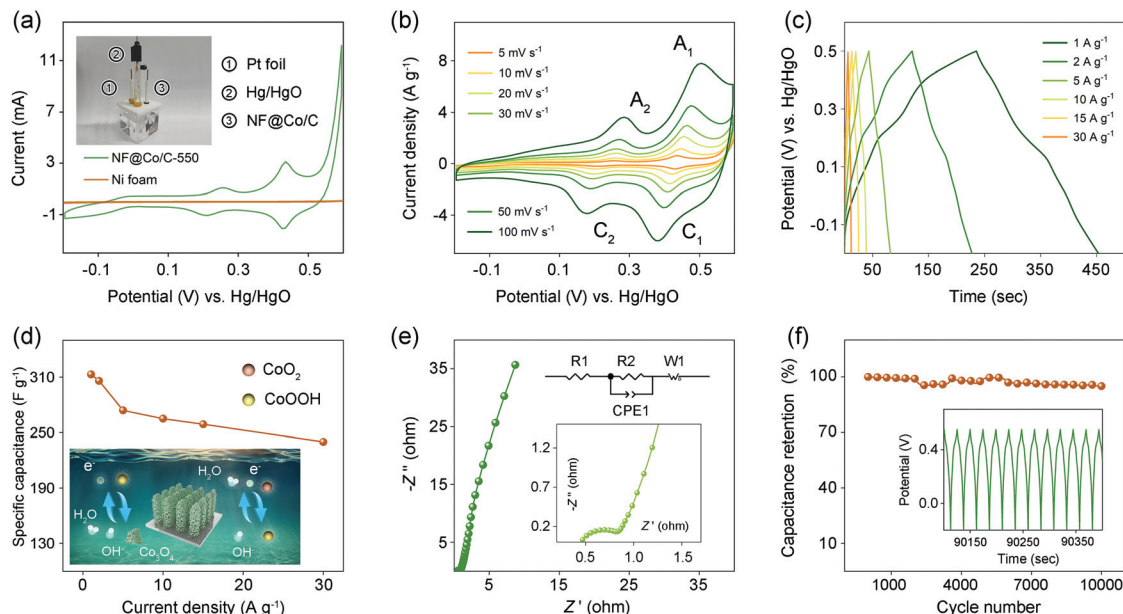 (a)
11
7
3
-1
Current (mA)
② 
① 
③ 
① Pt foil
② Hg/HgO
③ NF@Co/C
NF@Co/C-550
Ni foam
-0.1 0.1 0.3 0.5
Potential (V) vs. Hg/HgO
(b)
8
4
0
-4
-8
Current density (A g⁻¹)
5 mV s⁻¹
10 mV s⁻¹
20 mV s⁻¹
30 mV s⁻¹
A₁
A₂
50 mV s⁻¹
100 mV s⁻¹
C₂
C₁
-0.1 0.1 0.3 0.5
Potential (V) vs. Hg/HgO
(c)
0.5
0.3
0.1
-0.1
Potential (V) vs. Hg/HgO
1 A g⁻¹
2 A g⁻¹
5 A g⁻¹
10 A g⁻¹
15 A g⁻¹
30 A g⁻¹
50 150 250 350 450
Time (sec)
(d)
310
250
190
130
Specific capacitance (F g⁻¹)
CoO₂
CoOOH
e⁻
H₂O
OH⁻
Co₃O₄
H₂O
e⁻
OH⁻
0 10 20 30
Current density (A g⁻¹)
(e)
35
25
15
5
-Z'' (ohm)
R1 R2 W1
CPE1
1.2
0.7
0.2
-Z'' (ohm)
Z' (ohm)
0.5 1.0 1.5
5 15 25 35
Z' (ohm)
(f)
100
70
40
10
Capacitance retention (%)
0.4
0.0
Potential (V)
90150 90250 90350
Time (sec)
1000 4000 7000 10000
Cycle number